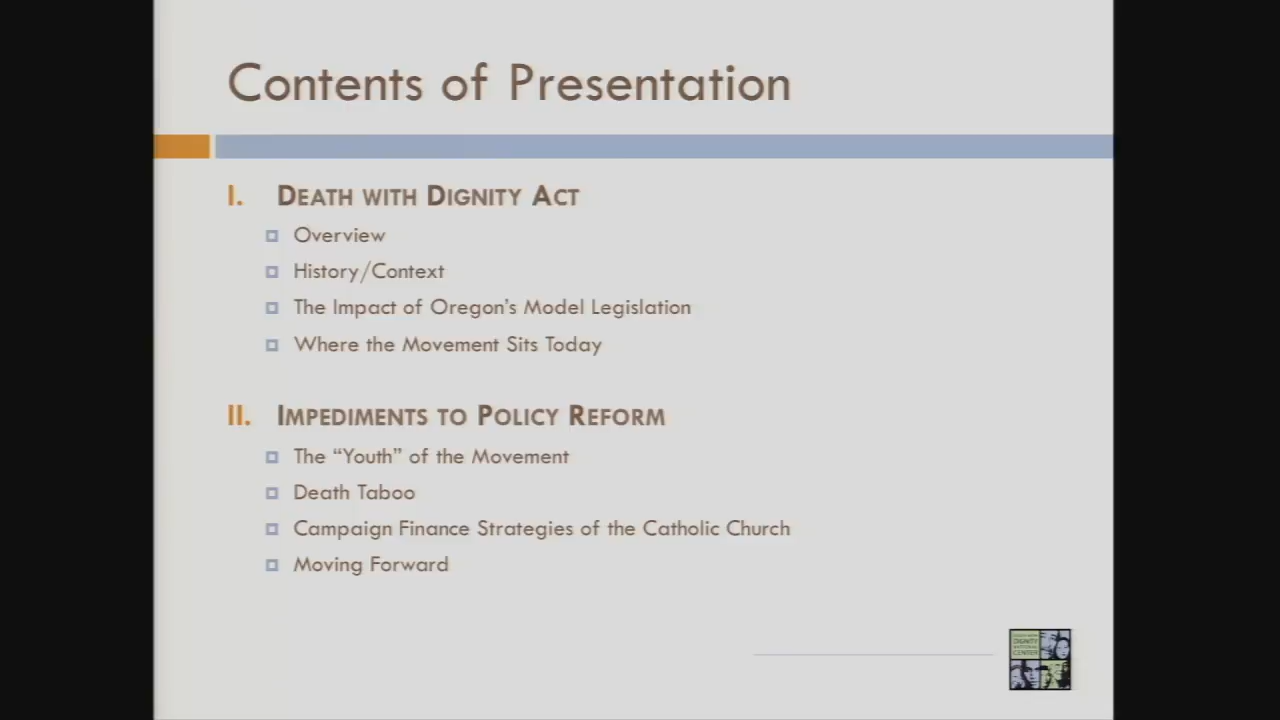 Contents of Presentation
I. DEATH WITH DIGNITY ACT
Overview
History/Context
The Impact of Oregon's Model Legislation
Where the Movement Sits Today
II. IMPEDIMENTS TO POLICY REFORM
The “Youth” of the Movement
Death Taboo
Campaign Finance Strategies of the Catholic Church
Moving Forward
DIGNITY
CENTER